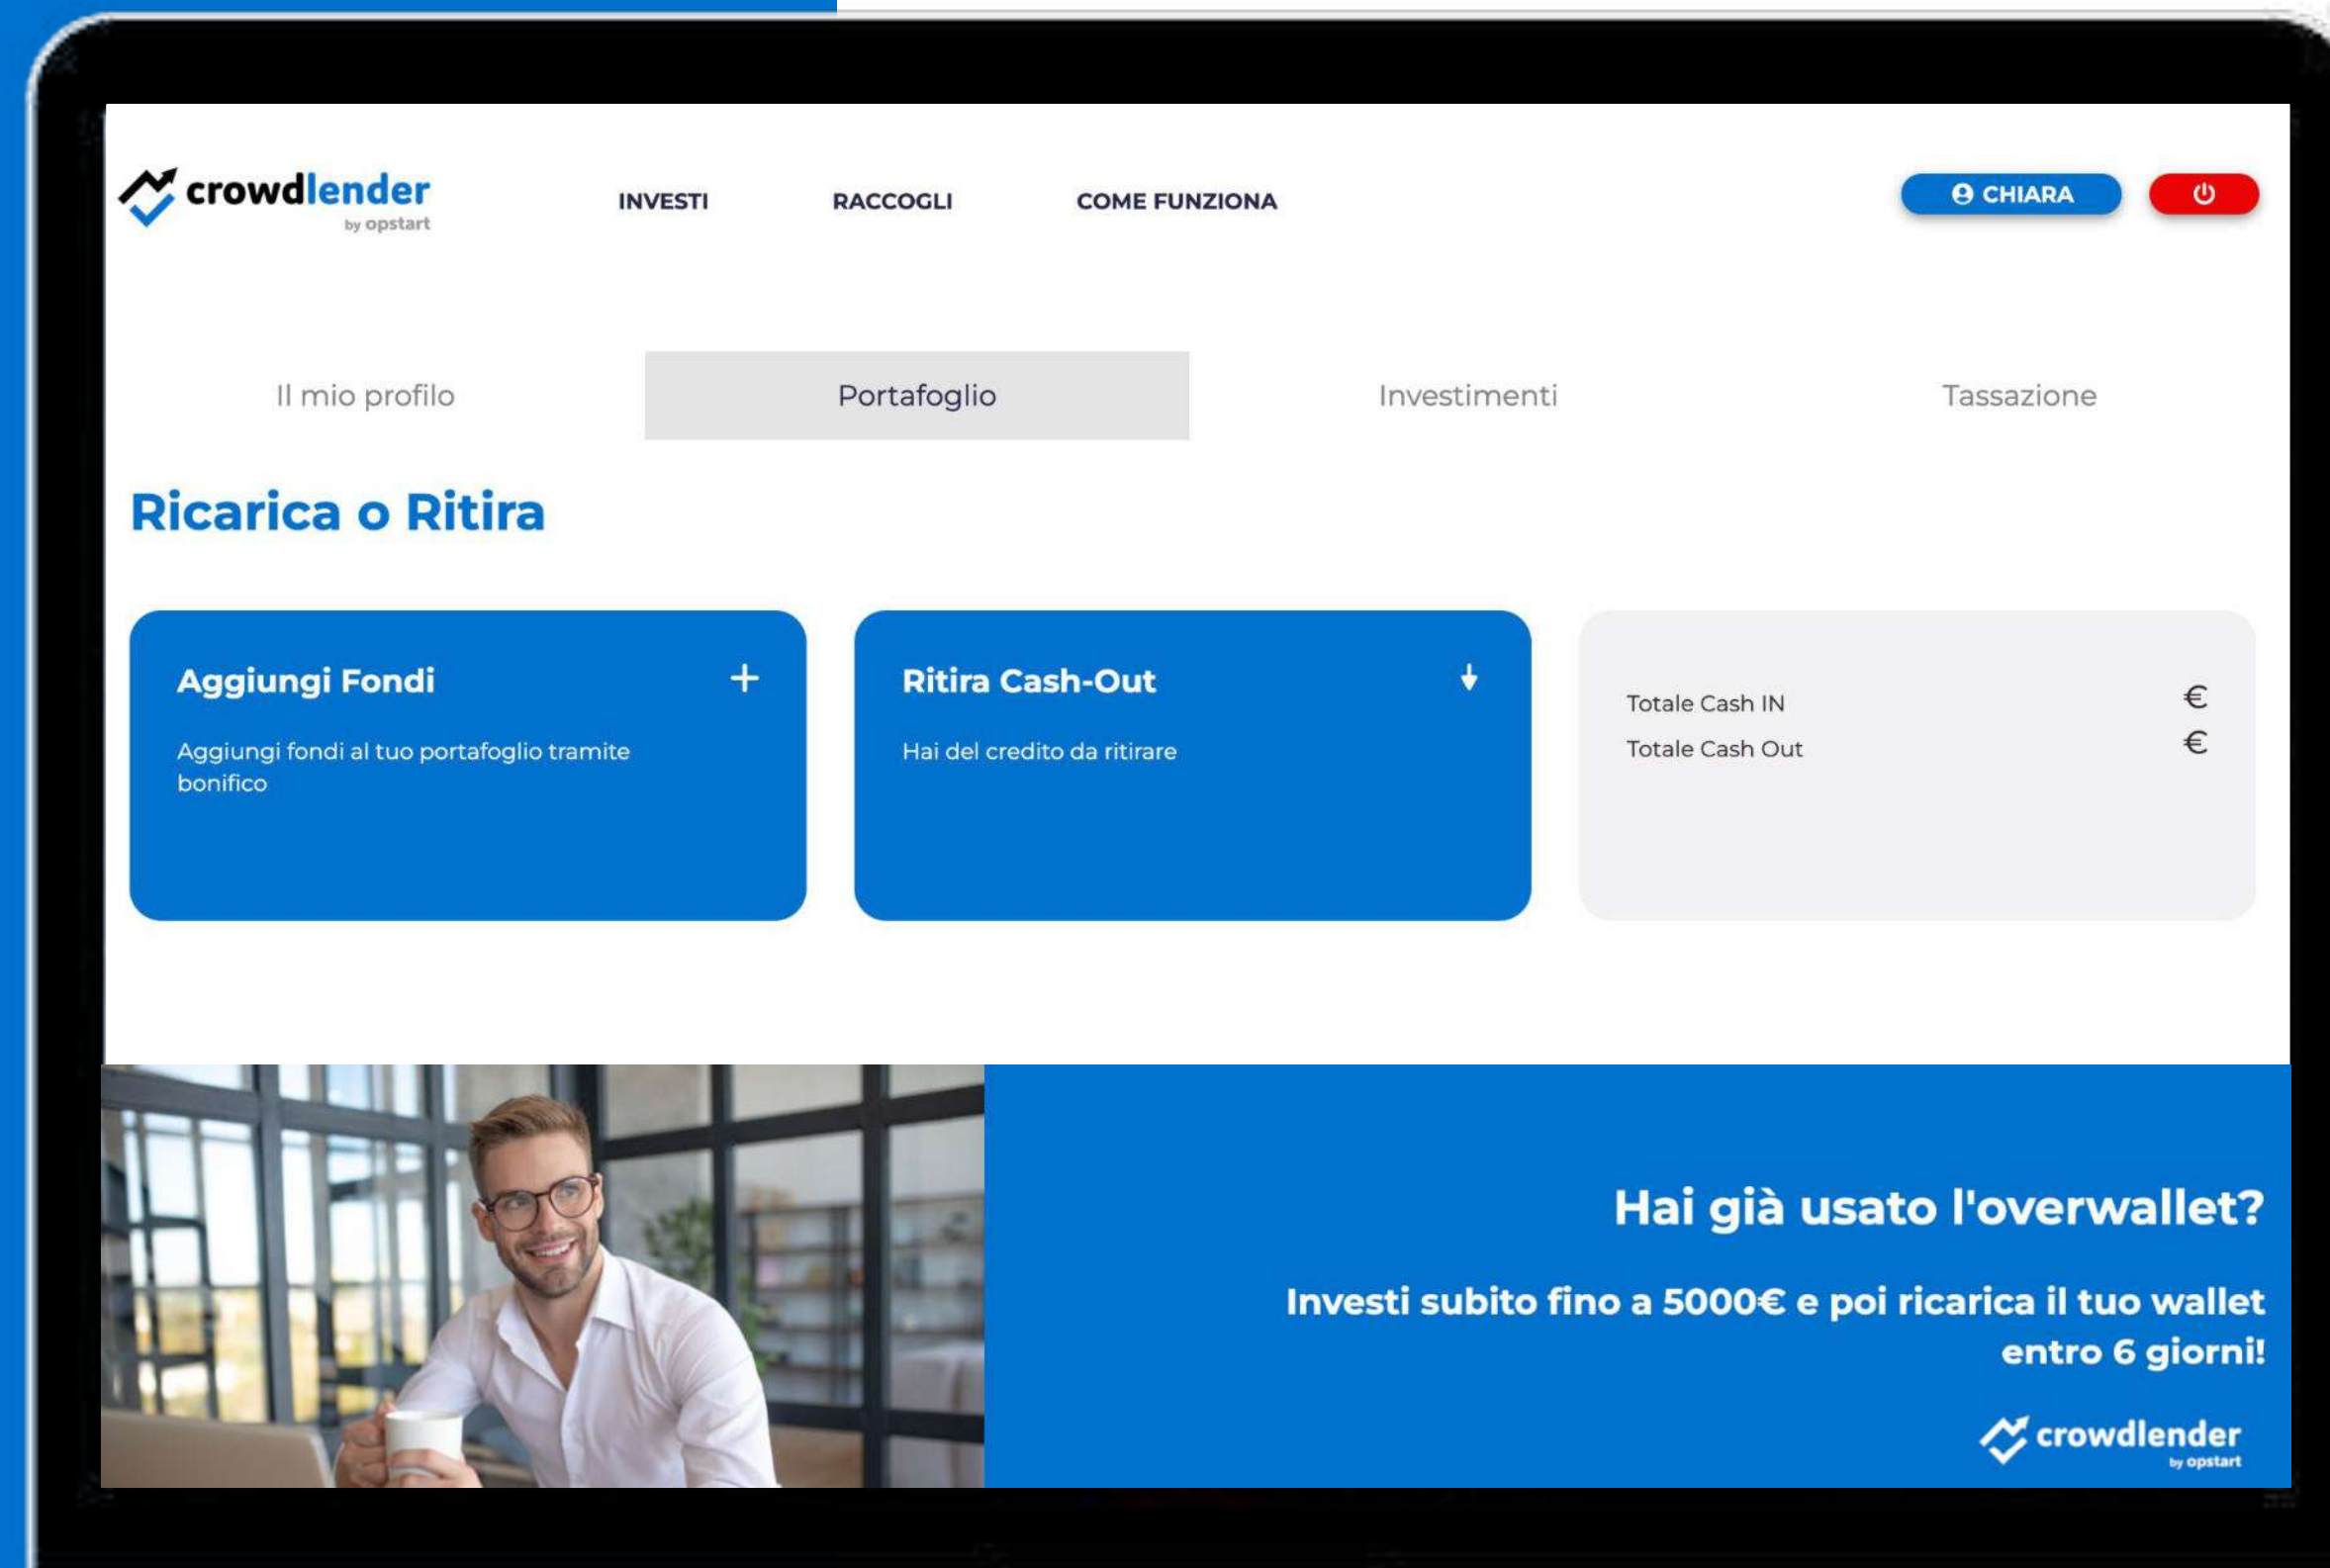 crowdlender
by opstart
INVESTI
RACCOGLI
COME FUNZIONA
CHIARA
Il mio profilo
Portafoglio
Investimenti
Tassazione
Ricarica o Ritira
Aggiungi Fondi
+
Aggiungi fondi al tuo portafoglio tramite
bonifico
Ritira Cash-Out
Hai del credito da ritirare
Totale Cash IN €
Totale Cash Out €
Hai già usato l'overwallet?
Investi subito fino a 5000€ e poi ricarica il tuo wallet
entro 6 giorni!
crowdlender
by opstart